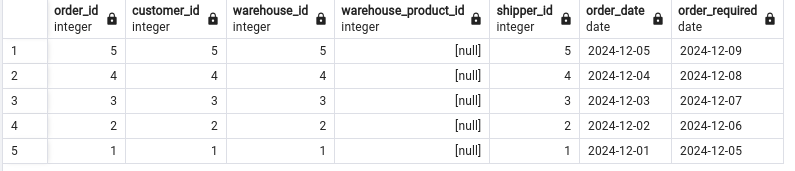 order_id customer_id warehouse_id warehouse_product_id shipper_id order_date order_required
integer integer integer integer integer date date
1 5 5 5 [null] 5 2024-12-05 2024-12-09
2 4 4 4 [null] 4 2024-12-04 2024-12-08
3 3 3 3 [null] 3 2024-12-03 2024-12-07
4 2 2 2 [null] 2 2024-12-02 2024-12-06
5 1 1 1 [null] 1 2024-12-01 2024-12-05